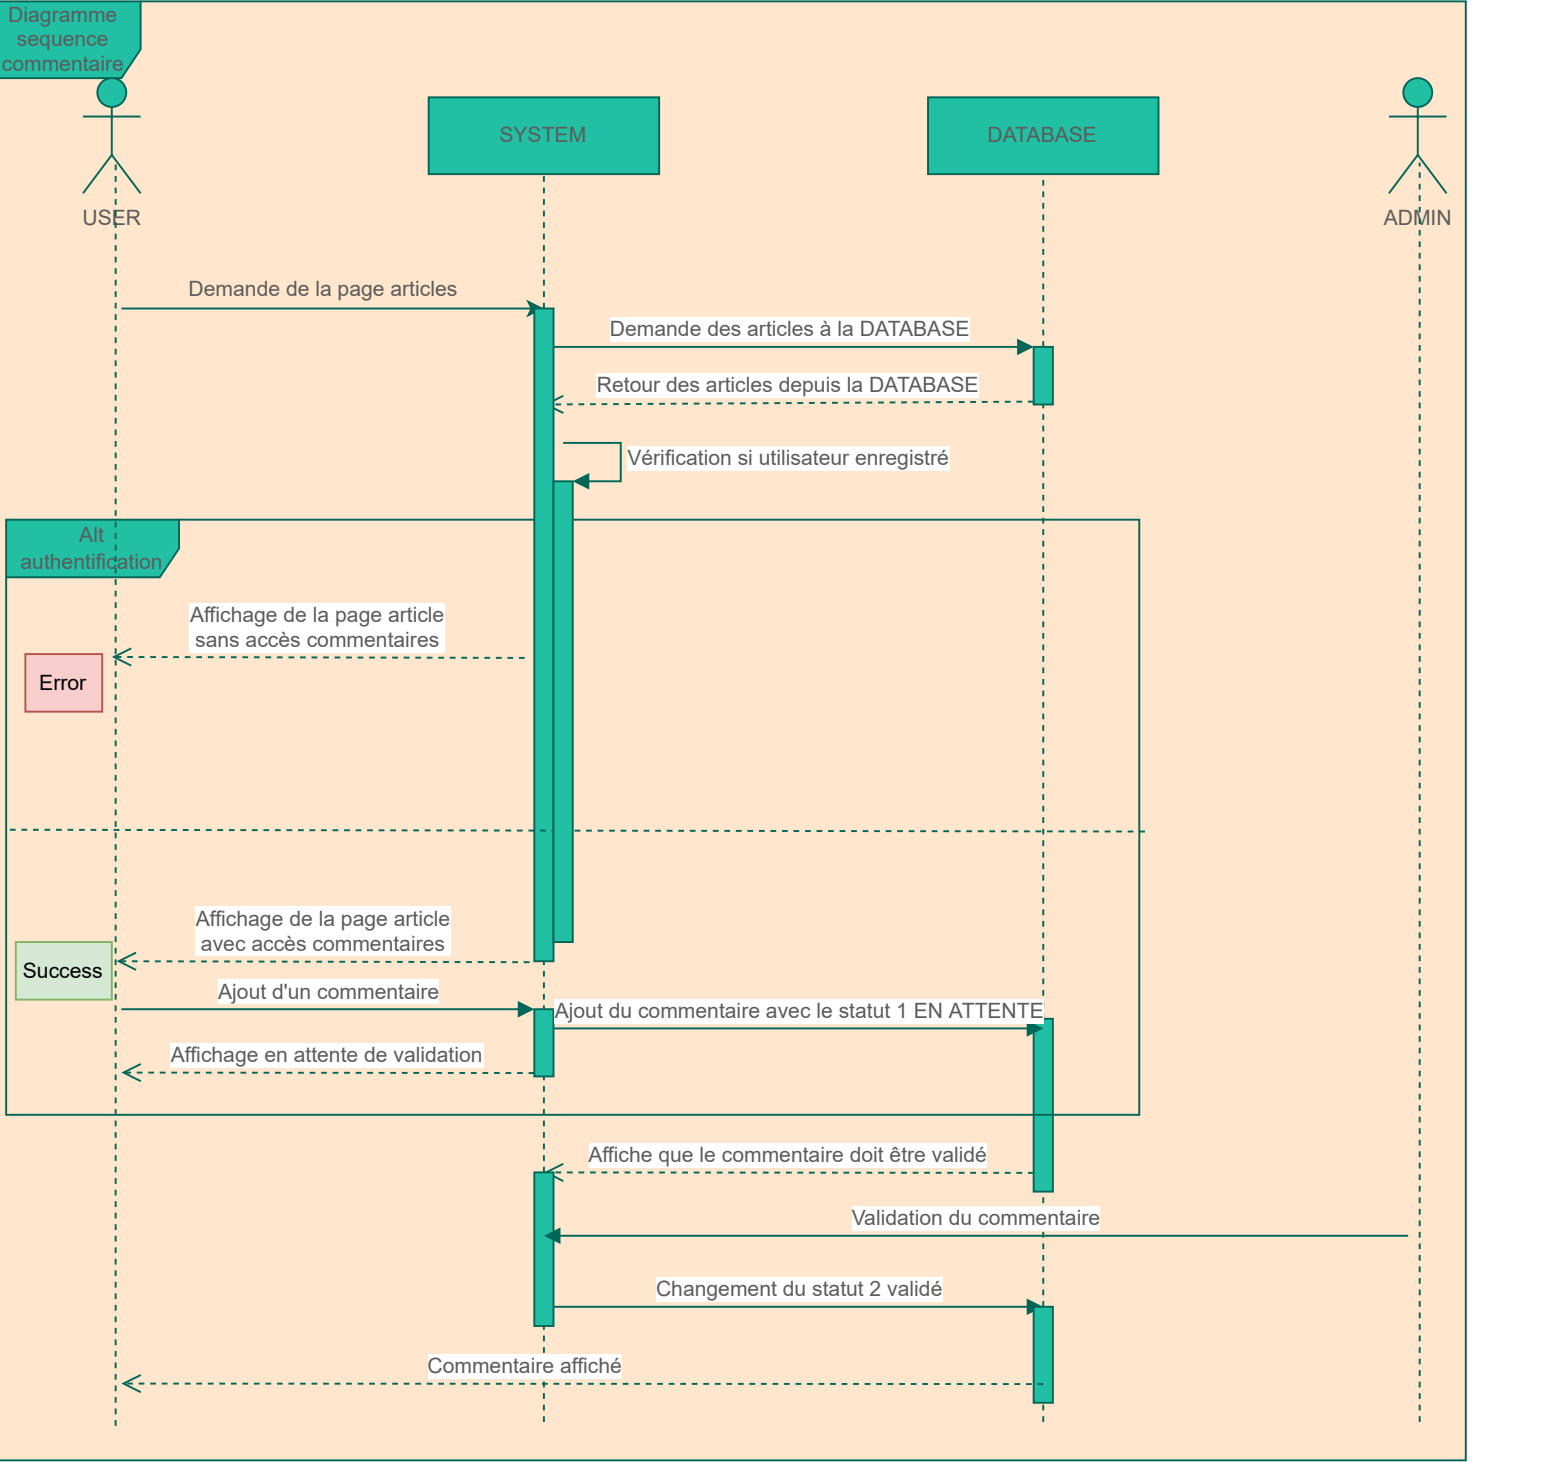 Diagramme
sequence
commentaire
SYSTEM
DATABASE
USER
ADMIN
Demande de la page articles
Demande des articles à la DATABASE
Retour des articles depuis la DATABASE
Vérification si utilisateur enregistré
Alt
authentification
Affichage de la page article
sans accès commentaires
Error
Affichage de la page article
avec accès commentaires
Success
Ajout d'un commentaire
Ajout du commentaire avec le statut 1 EN ATTENTE
Affichage en attente de validation
Affiche que le commentaire doit être validé
Validation du commentaire
Changement du statut 2 validé
Commentaire affiché